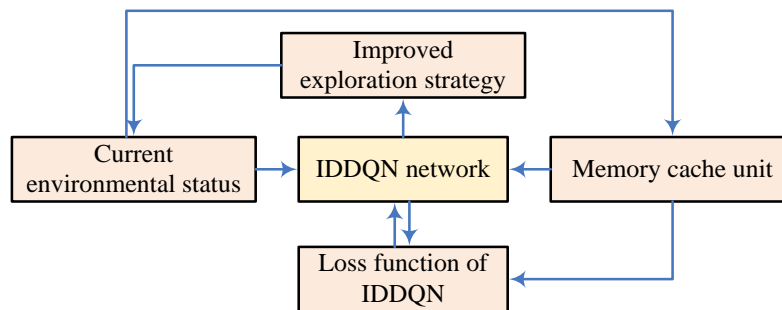 Improved
exploration strategy
Current
environmental status
IDDQN network
Memory cache unit
Loss function of
IDDQN